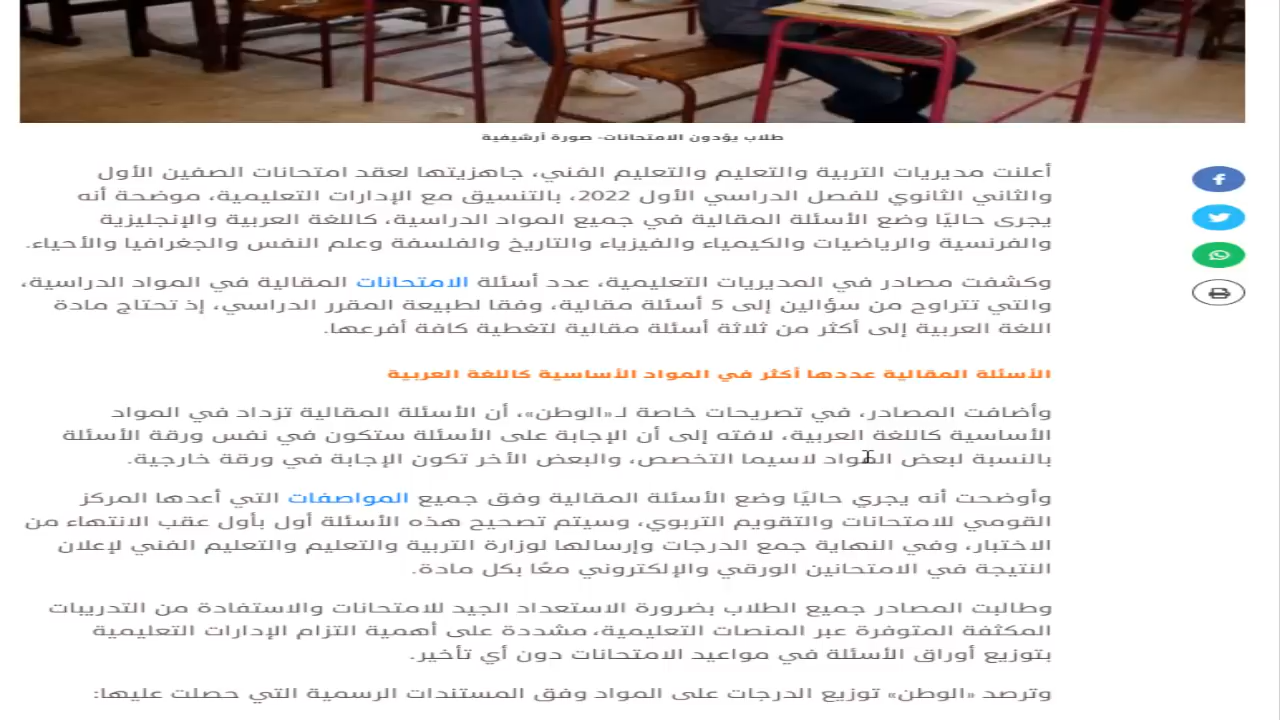 طلاب يؤدون الامتحانات- صورة أرشيفية
أعلنت مديريات التربية والتعليم والتعليم الفني، جاهزيتها لعقد امتحانات الصفين الأول
والثاني الثانوي للفصل الدراسي الأول 2022، بالتنسيق مع الإدارات التعليمية، موضحة أنه
يجرى حاليًا وضع الأسئلة المقالية في جميع المواد الدراسية، كاللغة العربية والإنجليزية
والفرنسية والرياضيات والكيمياء والفيزياء والتاريخ والفلسفة وعلم النفس والجغرافيا والأحياء.
وكشفت مصادر في المديريات التعليمية، عدد أسئلة الامتحانات المقالية في المواد الدراسية،
والتي تتراوح من سؤالين إلى 5 أسئلة مقالية، وفقا لطبيعة المقرر الدراسي، إذ تحتاج مادة
اللغة العربية إلى أكثر من ثلاثة أسئلة مقالية لتغطية كافة أفرعها.
الأسئلة المقالية عددها أكثر في المواد الأساسية كاللغة العربية
وأضافت المصادر، في تصريحات خاصة لـ«الوطن»، أن الأسئلة المقالية تزداد في المواد
الأساسية كاللغة العربية، لافته إلى أن الإجابة على الأسئلة ستكون في نفس ورقة الأسئلة
بالنسبة لبعض المواد لاسيما التخصص، والبعض الأخر تكون الإجابة في ورقة خارجية.
وأوضحت أنه يجري حاليًا وضع الأسئلة المقالية وفق جميع المواصفات التي أعدها المركز
القومي للامتحانات والتقويم التربوي، وسيتم تصحيح هذه الأسئلة أول بأول عقب الانتهاء من
الاختبار، وفي النهاية جمع الدرجات وإرسالها لوزارة التربية والتعليم والتعليم الفني لإعلان
النتيجة في الامتحانين الورقي والإلكتروني معًا بكل مادة.
وطالبت المصادر جميع الطلاب بضرورة الاستعداد الجيد للامتحانات والاستفادة من التدريبات
المكثفة المتوفرة عبر المنصات التعليمية، مشددة على أهمية التزام الإدارات التعليمية
بتوزيع أوراق الأسئلة في مواعيد الامتحانات دون أي تأخير.
وترصد «الوطن» توزيع الدرجات على المواد وفق المستندات الرسمية التي حصلت عليها: